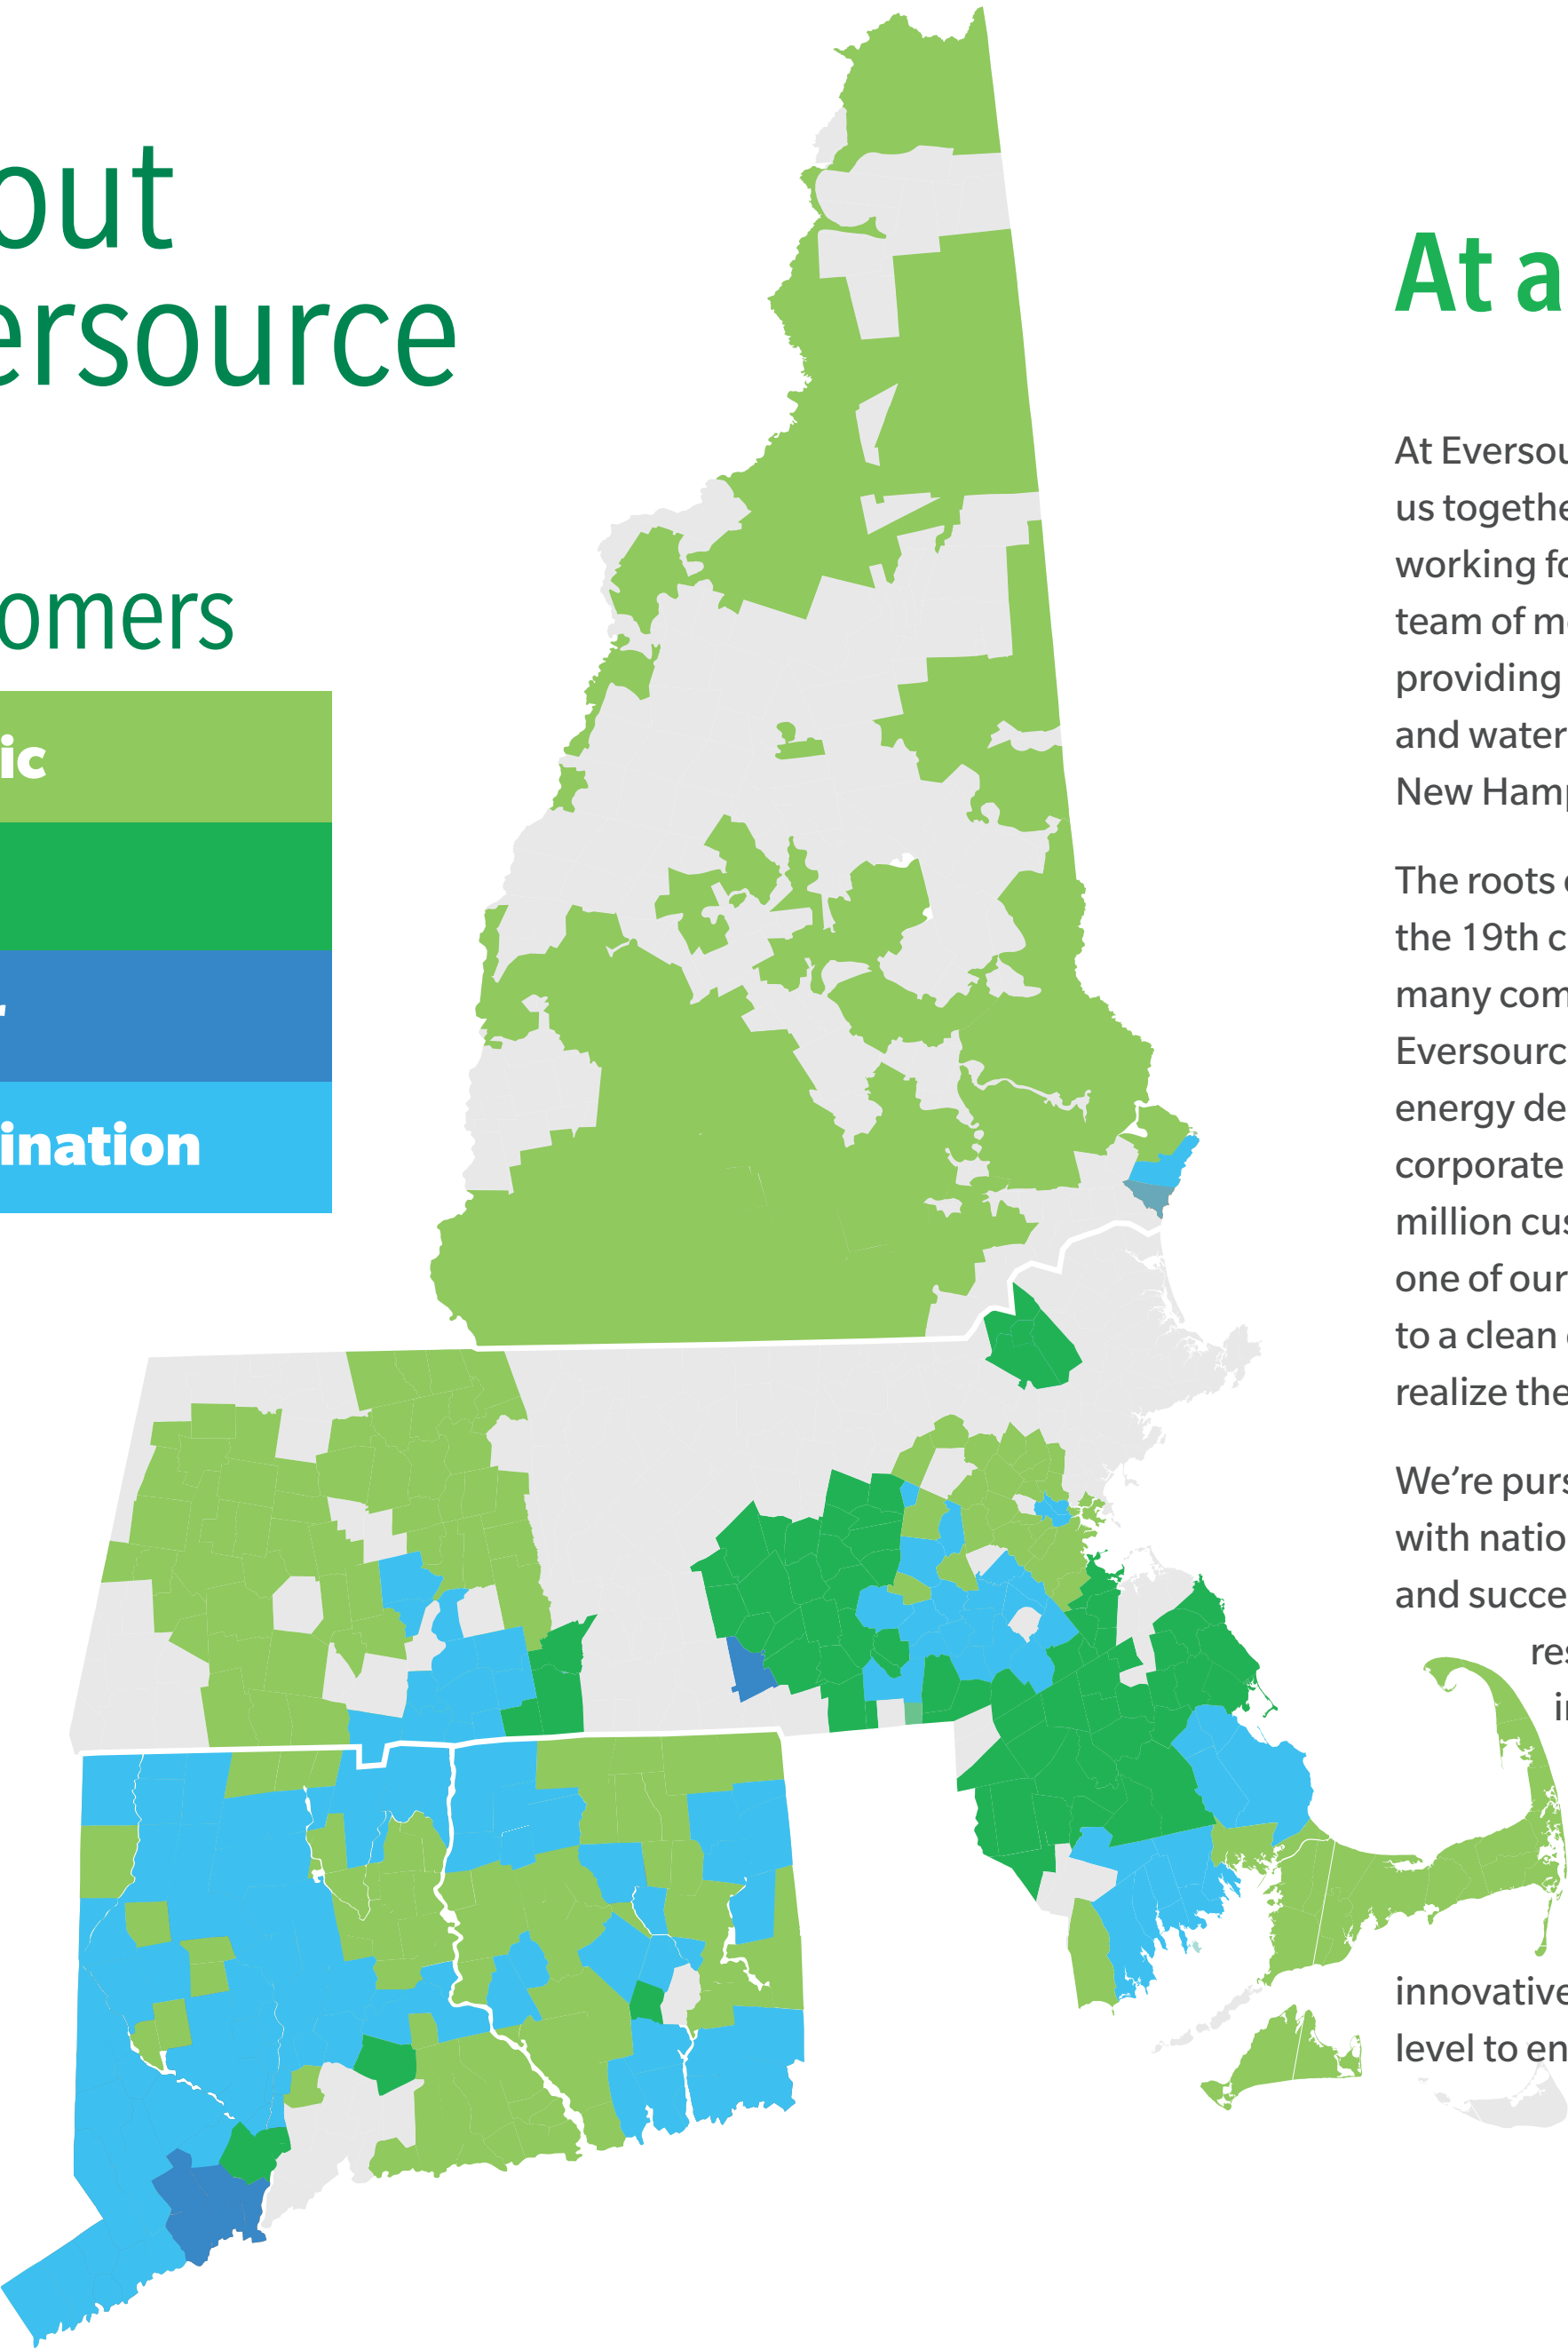 out
ersource
omers
ic
r
ination
At a
At Eversou
us togethe
working fo
team of m
providing
and water
New Hamp
The roots
the 19th c
many com
Eversourc
energy de
corporate
million cus
one of our
to a clean
realize the
We're purs
with natio
and succe
res
i
innovative
level to en